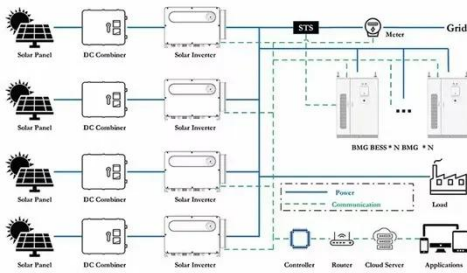 STS
Meter
Grid
Solar Panel DC Combiner Solar Inverter
Solar Panel DC Combiner Solar Inverter
BMG BESS * N BMG * N
Solar Panel DC Combiner Solar Inverter
Power
Communication
Load
Solar Panel DC Combiner Solar Inverter
Controller Router Cloud Server Applications